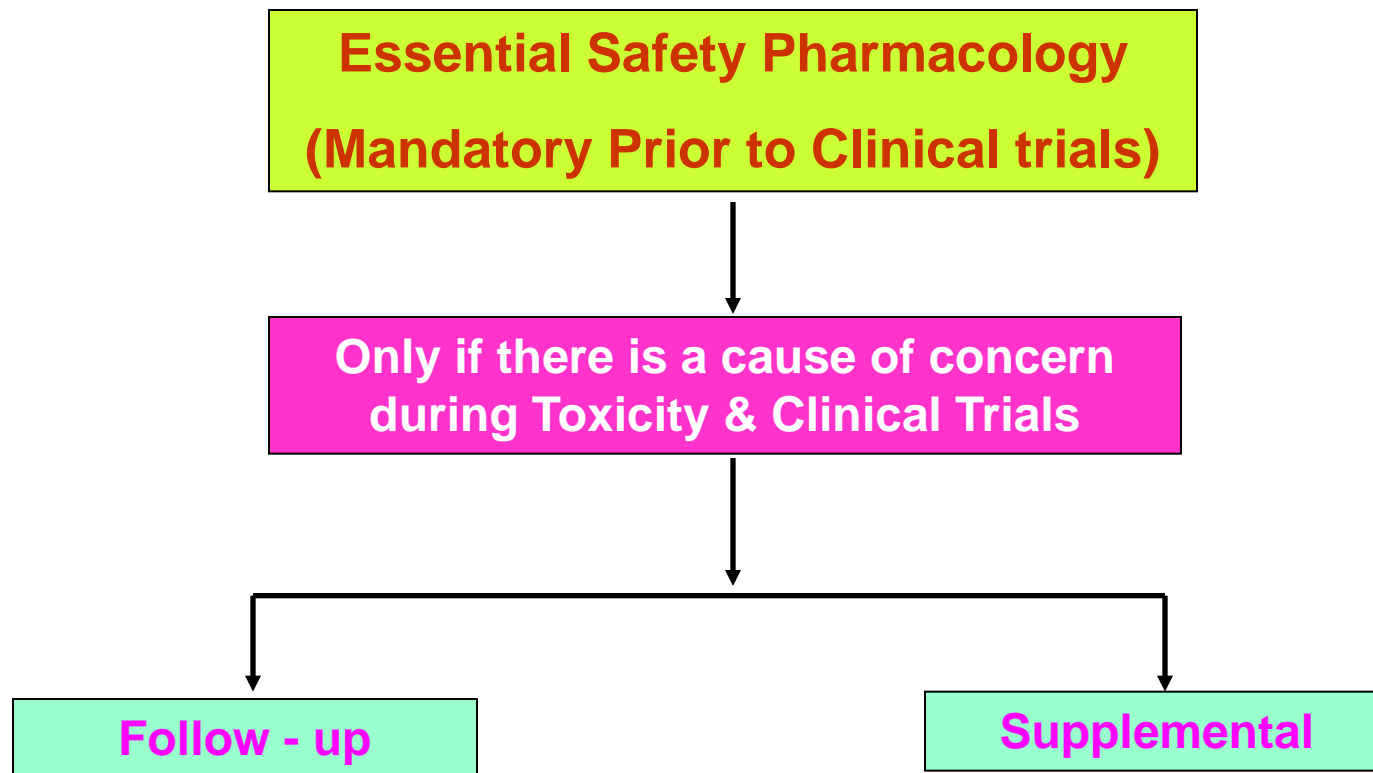 Essential Safety Pharmacology
(Mandatory Prior to Clinical trials)
Only if there is a cause of concern
during Toxicity & Clinical Trials
Follow - up
Supplemental